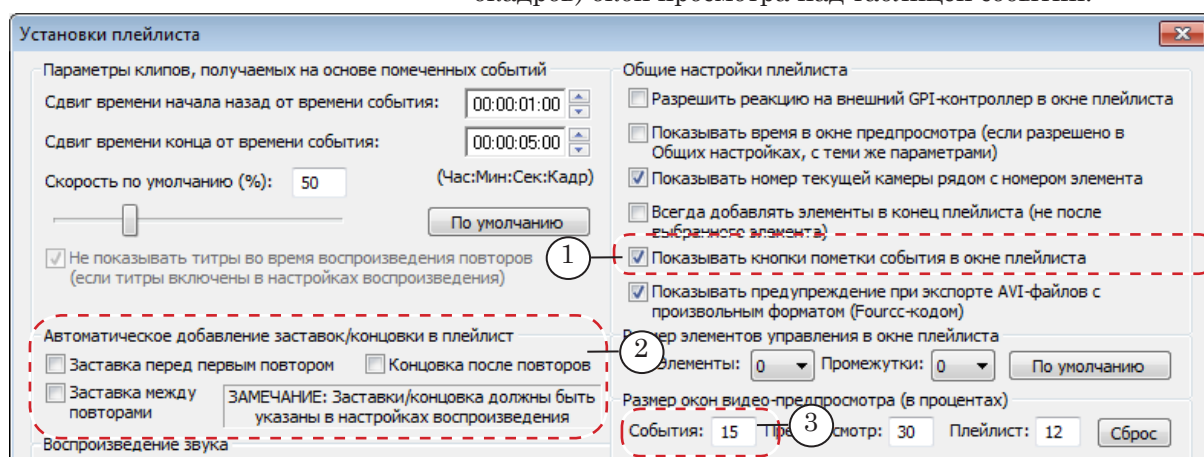 окадров) окон просмотра над таблицей событий.
Установки плейлиста
Параметры клипов, получаемых на основе помеченных событий
Сдвиг времени начала назад от времени события: 00:00:01:00
Сдвиг времени конца от времени события: 00:00:05:00
Скорость по умолчанию (%): 50 (Час:Мин:Сек:Кадр)
По умолчанию
Не показывать титры во время воспроизведения повторов
(если титры включены в настройках воспроизведения)
Автоматическое добавление заставок/концовки в плейлист
Заставка перед первым повтором Концовка после повторов
Заставка между
повторами
ЗАМЕЧАНИЕ: Заставки/концовка должны быть
указаны в настройках воспроизведения
2
Воспроизведение звука
Общие настройки плейлиста
Разрешить реакцию на внешний GPI-контроллер в окне плейлиста
Показывать время в окне предпросмотра (если разрешено в
Общих настройках, с теми же параметрами)
Показывать номер текущей камеры рядом с номером элемента
Всегда добавлять элементы в конец плейлиста (не после
выбранного элемента)
1 Показывать кнопки пометки события в окне плейлиста
Показывать предупреждение при экспорте AVI-файлов с
произвольным форматом (Fourcc-кодом)
Размер элементов управления в окне плейлиста
Элементы: 0 Промежутки: 0 По умолчанию
Размер окон видео-предпросмотра (в процентах)
События: 15 3 30 Плейлист: 12 Сброс